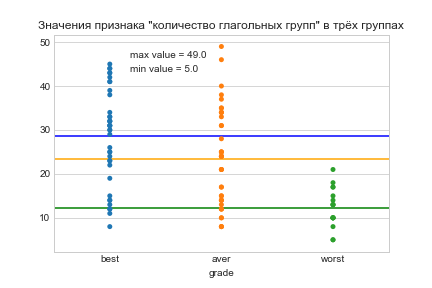 Значения признака "количество глагольных групп" в трёх группах
max value = 49.0
min value = 5.0
50
40
30
20
10
best aver worst
grade